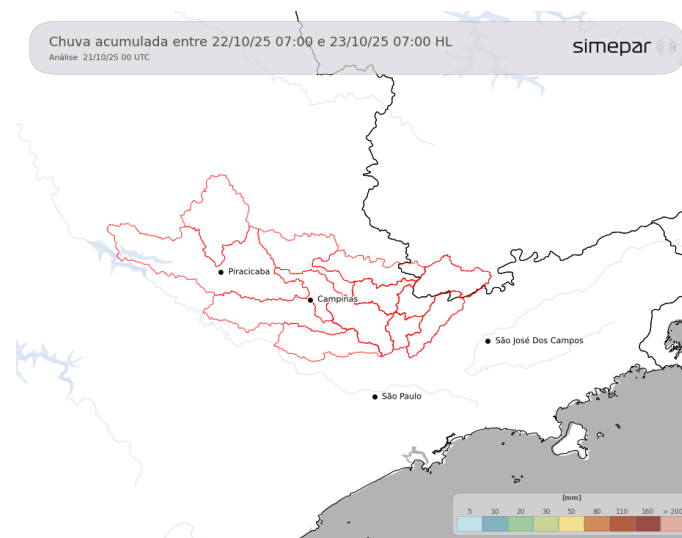 Chuva acumulada entre 22/10/25 07:00 e 23/10/25 07:00 HL
Análise 21/10/25 00 UTC
simepar
Piracicaba
Campinas
São José Dos Campos
São Paulo
[mm]
5 10 20 30 50 80 110 160 > 200